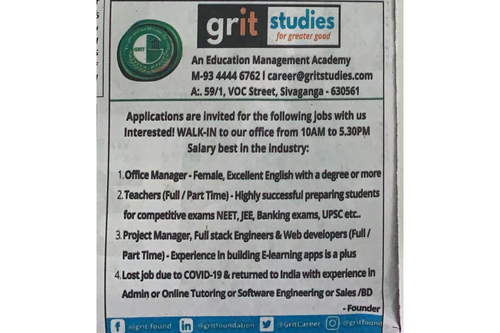 GRIT
grit studies
for greater good
An Education Management Academy
M-93 4444 6762 l career@gritstudies.com
A:. 59/1, VOC Street, Sivaganga - 630561
Applications are invited for the following jobs with us
Interested! WALK-IN to our office from 10AM to 5.30PM
Salary best in the industry:
1. Office Manager - Female, Excellent English with a degree or more
2. Teachers (Full / Part Time) - Highly successful preparing students
for competitive exams NEET, JEE, Banking exams, UPSC etc..
3. Project Manager, Full stack Engineers & Web developers (Full /
Part Time) - Experience in building E-learning apps is a plus
4. Lost job due to COVID-19 & returned to India with experience in
Admin or Online Tutoring or Software Engineering or Sales /BD
- Founder
@gritfoundation @GritCareer